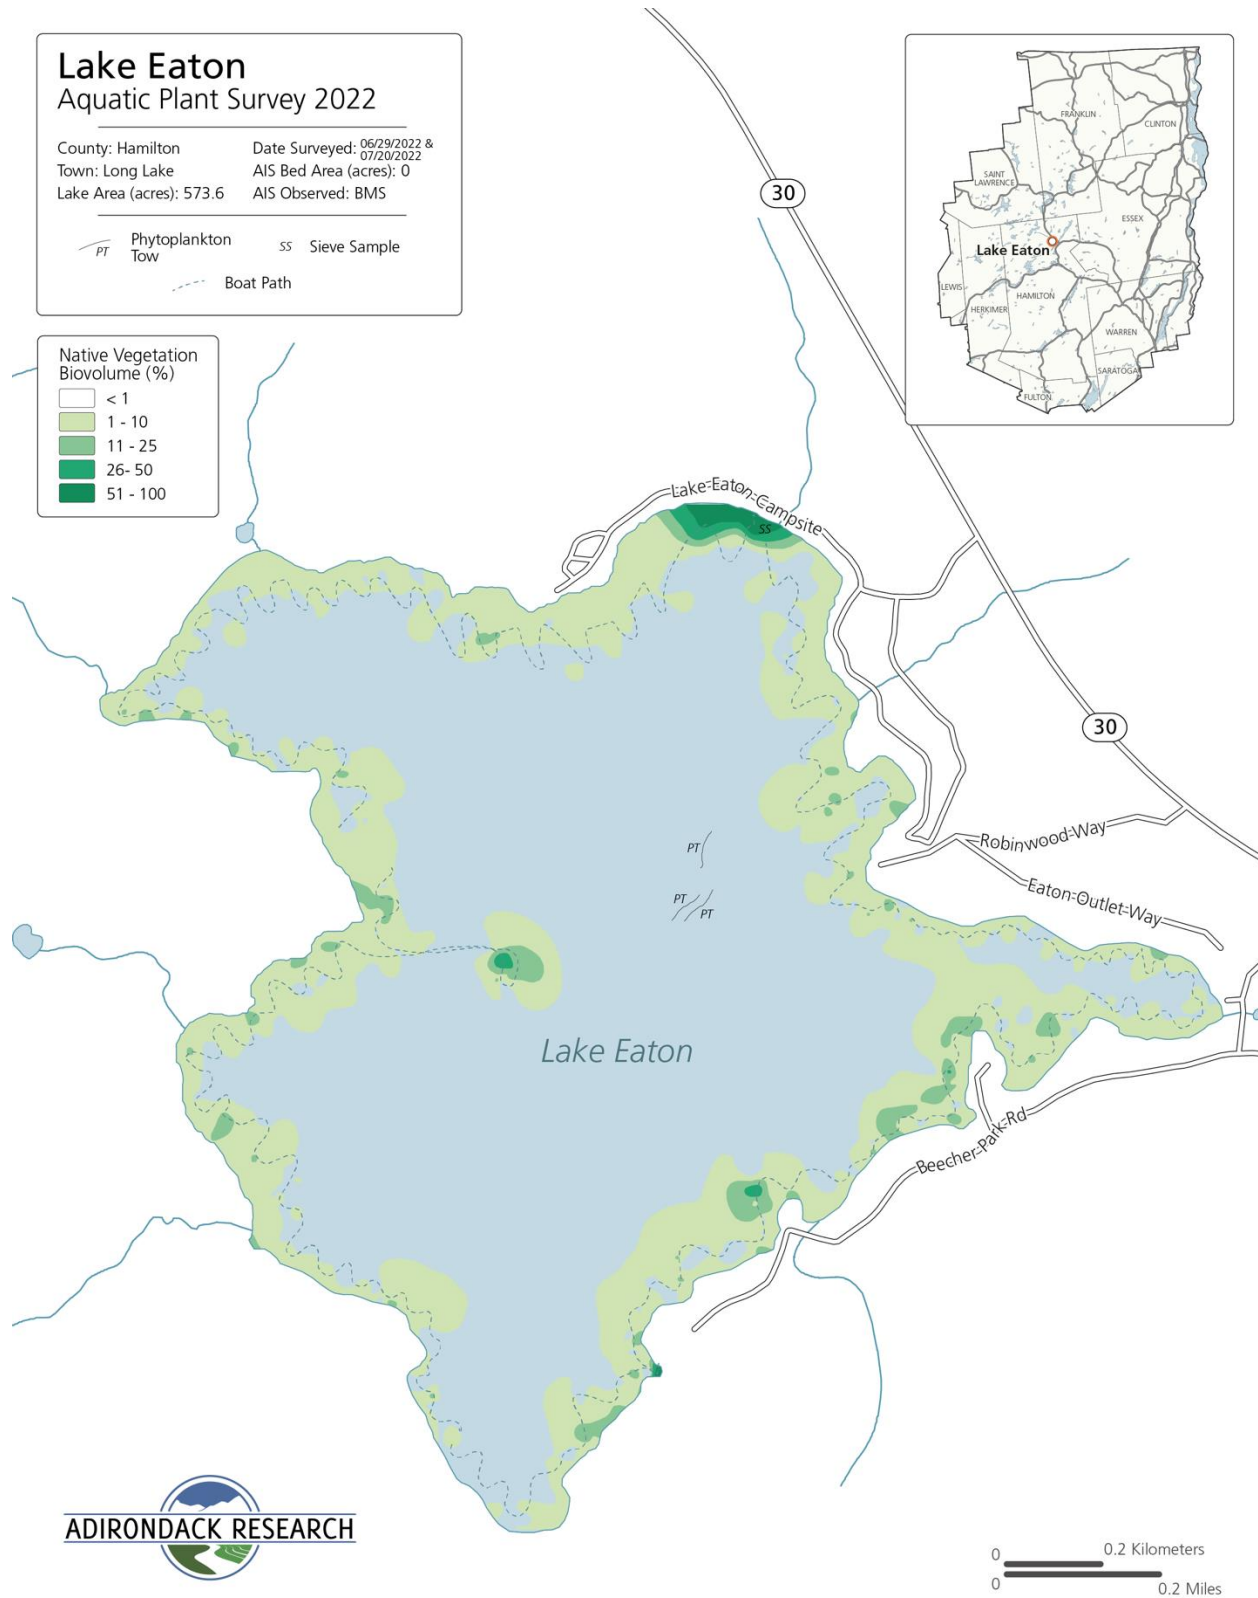 Lake Eaton
Aquatic Plant Survey 2022
County: Hamilton
Town: Long Lake
Lake Area (acres): 573.6
Date Surveyed: 06/29/2022 &
07/20/2022
AIS Bed Area (acres): 0
AIS Observed: BMS
PT
Phytoplankton
Tow
SS
Sieve Sample
Boat Path
Native Vegetation
Biovolume (%)
< 1
1 - 10
11 - 25
26- 50
51 - 100
FRANKLIN
CLINTON
SAINT
LAWRENCE
ESSEX
Lake Eaton
LEWIS
HERKIMER
HAMILTON
WARREN
SARATOGA
FULTON
30
Lake-Eaton-Campsite
SS
30
Robinwood-Way
Eaton-Outlet-Way
PT
PT
PT
Lake Eaton
Beecher-Park-Rd
ADIRONDACK RESEARCH
0
0.2 Kilometers
0
0.2 Miles